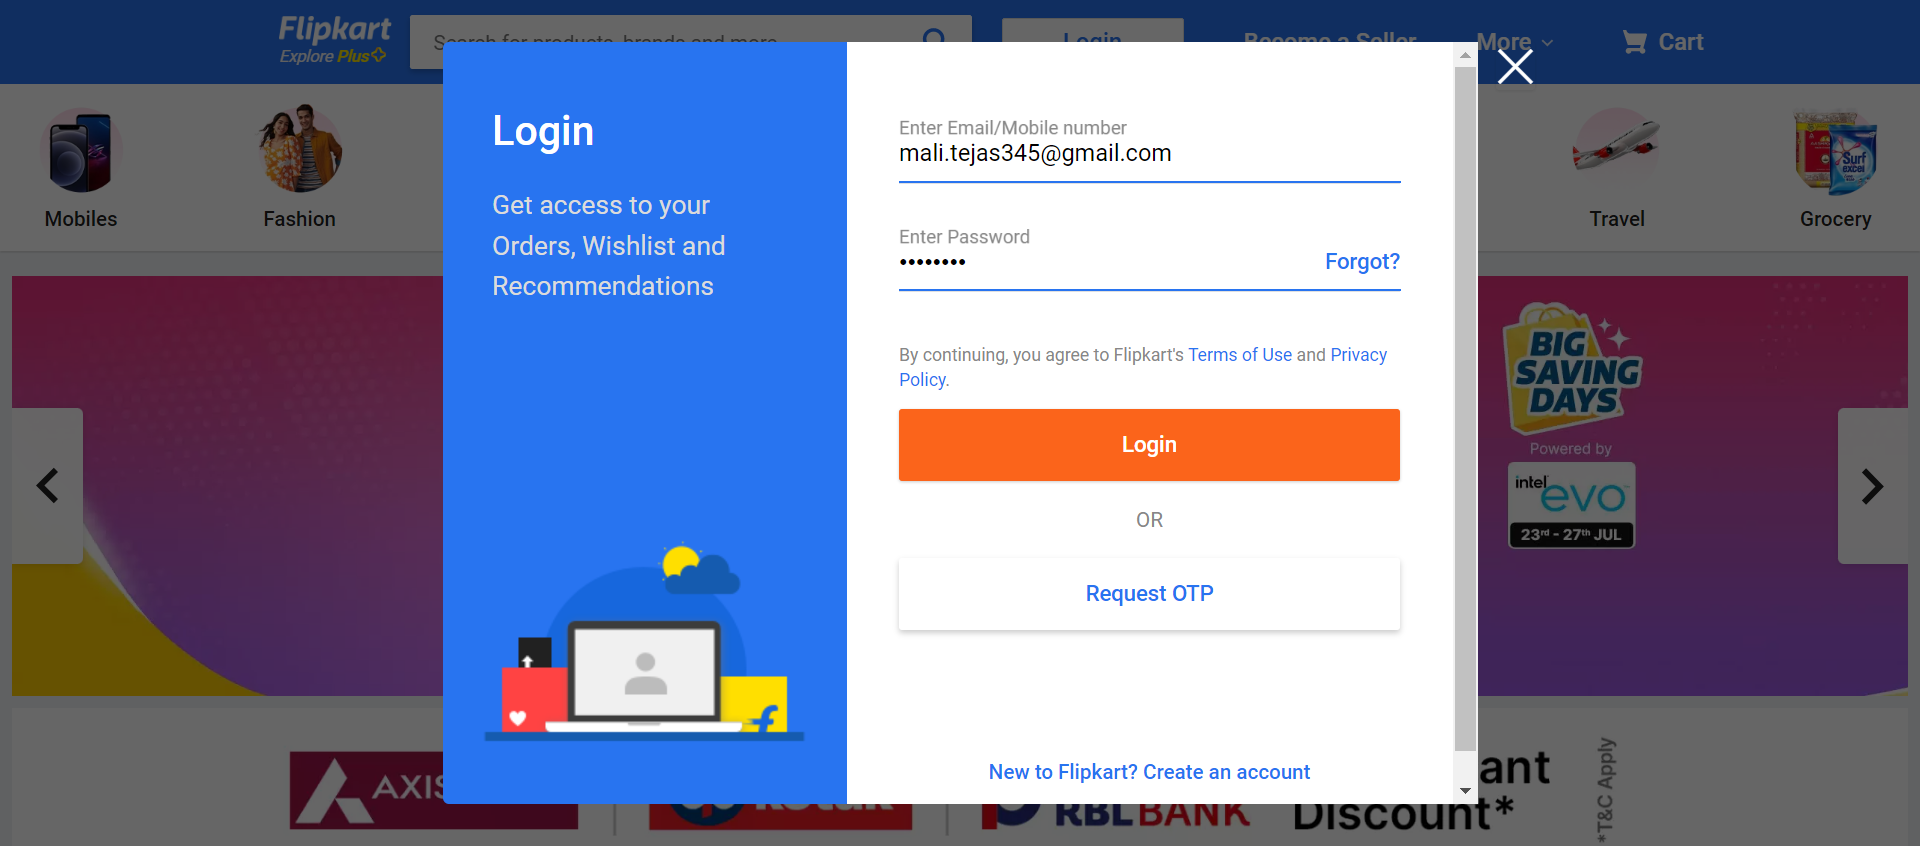 Flipkart
Explore Plus
Search for products, brands and more
Login
Become a Seller
More
Cart
Mobiles
Fashion
Travel
Grocery
Surf
excel
Login
Get access to your
Orders, Wishlist and
Recommendations
Enter Email/Mobile number
mali.tejas345@gmail.com
Enter Password
••••••••
Forgot?
By continuing, you agree to Flipkart's Terms of Use and Privacy
Policy.
Login
OR
Request OTP
New to Flipkart? Create an account
BIG
SAVING
DAYS
Powered by
intel
evo
23rd - 27th JUL
AXIS
kotak
RBL BANK
ant
Discount*
*T&C Apply